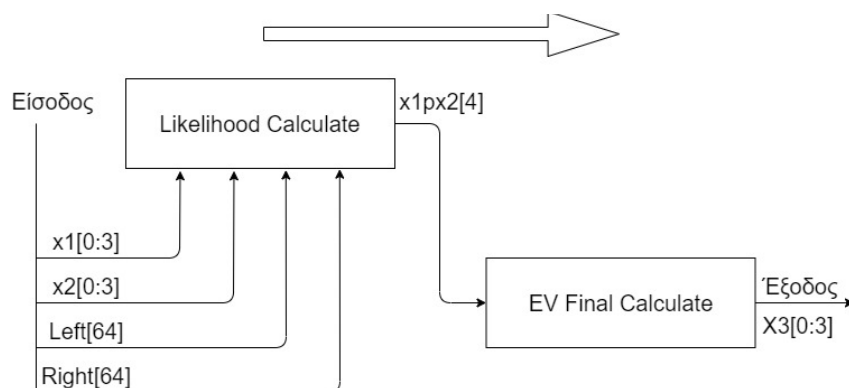 Είσοδος
Likelihood Calculate
x1px2[4]
x1[0:3]
x2[0:3]
Left[64]
Right[64]
EV Final Calculate
Έξοδος
X3[0:3]